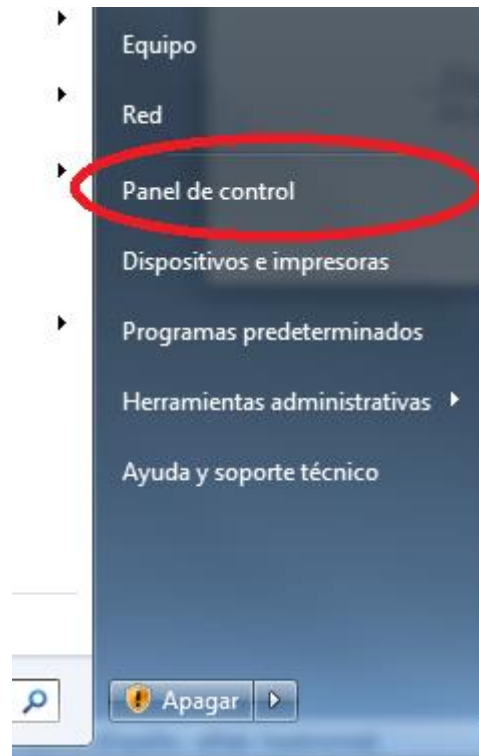 Equipo
Red
Panel de control
Dispositivos e impresoras
Programas predeterminados
Herramientas administrativas
Ayuda y soporte técnico
Apagar